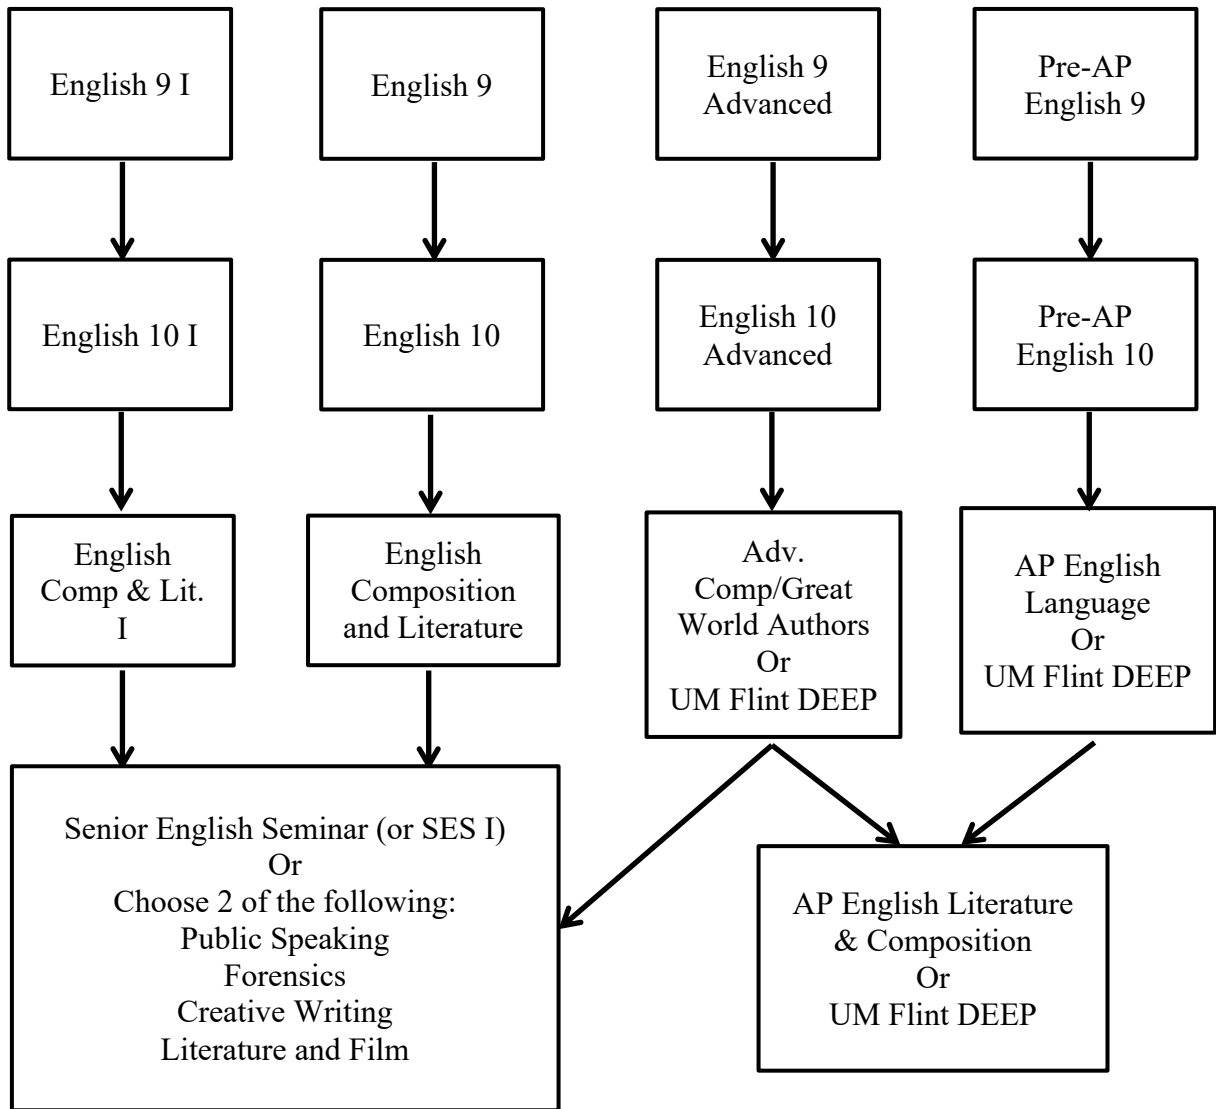 English 9 I
English 9
English 9
Advanced
Pre-AP
English 9
English 10 I
English 10
English 10
Advanced
Pre-AP
English 10
English
Comp & Lit.
I
English
Composition
and Literature
Adv.
Comp/Great
World Authors
Or
UM Flint DEEP
AP English
Language
Or
UM Flint DEEP
Senior English Seminar (or SES I)
Or
Choose 2 of the following:
Public Speaking
Forensics
Creative Writing
Literature and Film
AP English Literature
& Composition
Or
UM Flint DEEP